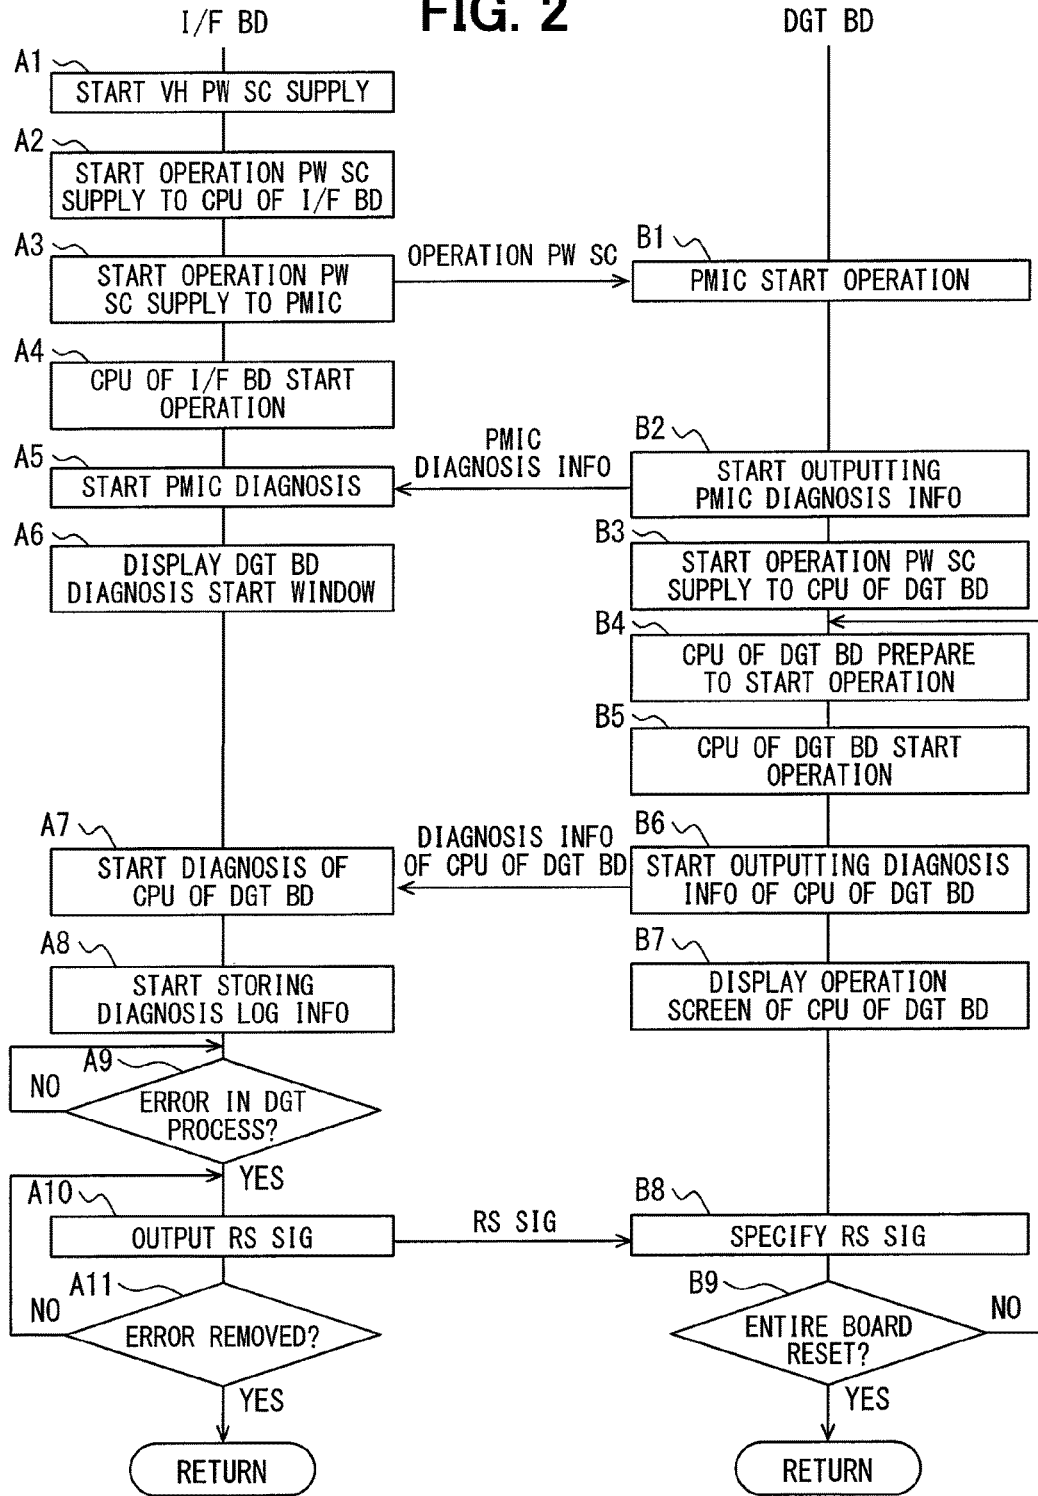 FIG. 2
I/F BD
DGT BD
A1
START VH PW SC SUPPLY
A2
START OPERATION PW SC
SUPPLY TO CPU OF I/F BD
A3
START OPERATION PW
SC SUPPLY TO PMIC
OPERATION PW SC
B1
PMIC START OPERATION
A4
CPU OF I/F BD START
OPERATION
A5
START PMIC DIAGNOSIS
PMIC
DIAGNOSIS INFO
B2
START OUTPUTTING
PMIC DIAGNOSIS INFO
A6
DISPLAY DGT BD
DIAGNOSIS START WINDOW
B3
START OPERATION PW SC
SUPPLY TO CPU OF DGT BD
B4
CPU OF DGT BD PREPARE
TO START OPERATION
B5
CPU OF DGT BD START
OPERATION
A7
START DIAGNOSIS OF
CPU OF DGT BD
DIAGNOSIS INFO
OF CPU OF DGT BD
B6
START OUTPUTTING DIAGNOSIS
INFO OF CPU OF DGT BD
A8
START STORING
DIAGNOSIS LOG INFO
B7
DISPLAY OPERATION
SCREEN OF CPU OF DGT BD
A9
NO
ERROR IN DGT
PROCESS?
YES
A10
OUTPUT RS SIG
RS SIG
B8
SPECIFY RS SIG
A11
NO
ERROR REMOVED?
YES
B9
ENTIRE BOARD
RESET?
NO
YES
RETURN
RETURN